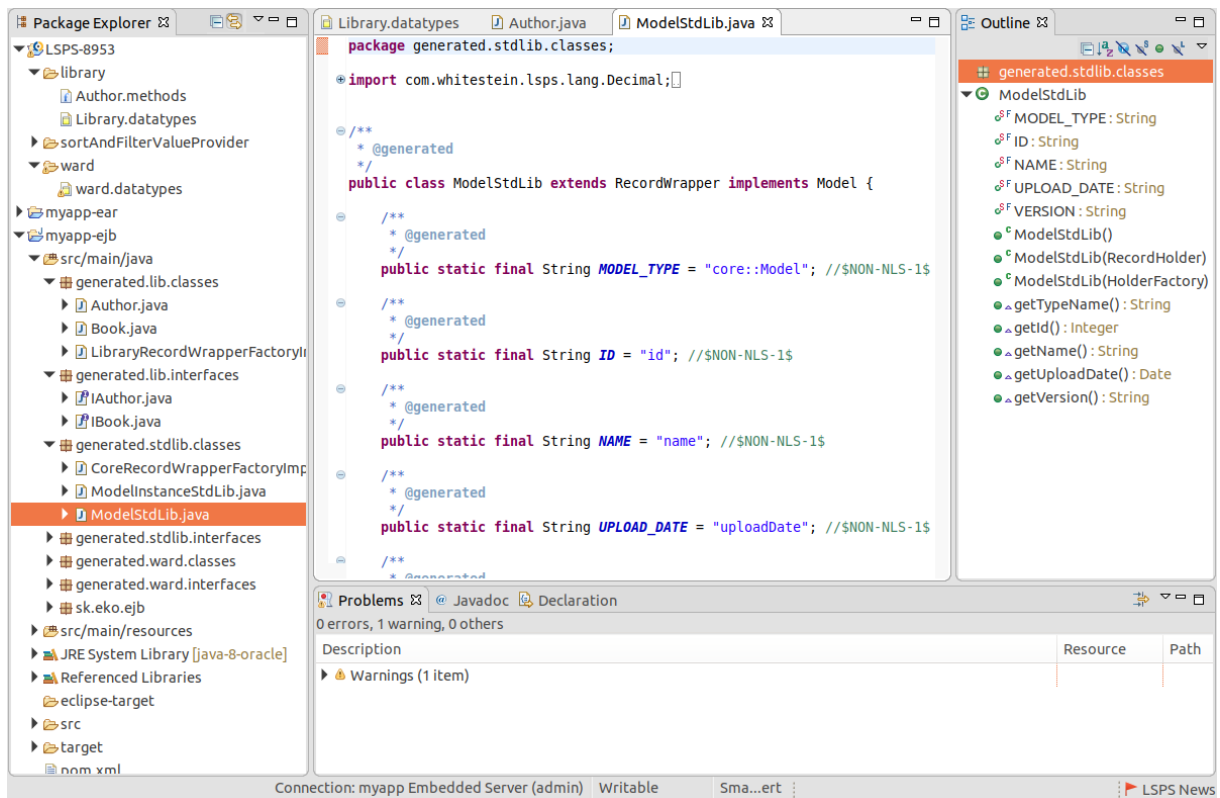 Package Explorer
LSPS-8953
library
Author.methods
Library.datatypes
sortAndFilterValueProvider
ward
ward.datatypes
myapp-ear
myapp-ejb
src/main/java
generated.lib.classes
Author.java
Book.java
LibraryRecordWrapperFactoryI
generated.lib.interfaces
IAuthor.java
IBook.java
generated.stdlib.classes
CoreRecordWrapperFactoryImp
ModelInstanceStdLib.java
ModelStdLib.java
generated.stdlib.interfaces
generated.ward.classes
generated.ward.interfaces
sk.eko.ejb
src/main/resources
JRE System Library [java-8-oracle]
Referenced Libraries
eclipse-target
src
target
pom.xml
Library.datatypes Author.java ModelStdLib.java
package generated.stdlib.classes;
import com.whitestein.lsps.lang.Decimal;
/**
* @generated
*/
public class ModelStdLib extends RecordWrapper implements Model {
/**
* @generated
*/
public static final String MODEL_TYPE = "core::Model"; //$NON-NLS-1$
/**
* @generated
*/
public static final String ID = "id"; //$NON-NLS-1$
/**
* @generated
*/
public static final String NAME = "name"; //$NON-NLS-1$
/**
* @generated
*/
public static final String UPLOAD_DATE = "uploadDate"; //$NON-NLS-1$
/**
* @generated
Outline
generated.stdlib.classes
ModelStdLib
MODEL_TYPE : String
ID : String
NAME : String
UPLOAD_DATE : String
VERSION : String
ModelStdLib()
ModelStdLib(RecordHolder)
ModelStdLib(HolderFactory)
getTypeName() : String
getId() : Integer
getName() : String
getUploadDate() : Date
getVersion() : String
Problems @ Javadoc Declaration
0 errors, 1 warning, 0 others
Description Resource Path
Warnings (1 item)
Connection: myapp Embedded Server (admin) Writable Sma...ert LSPS News